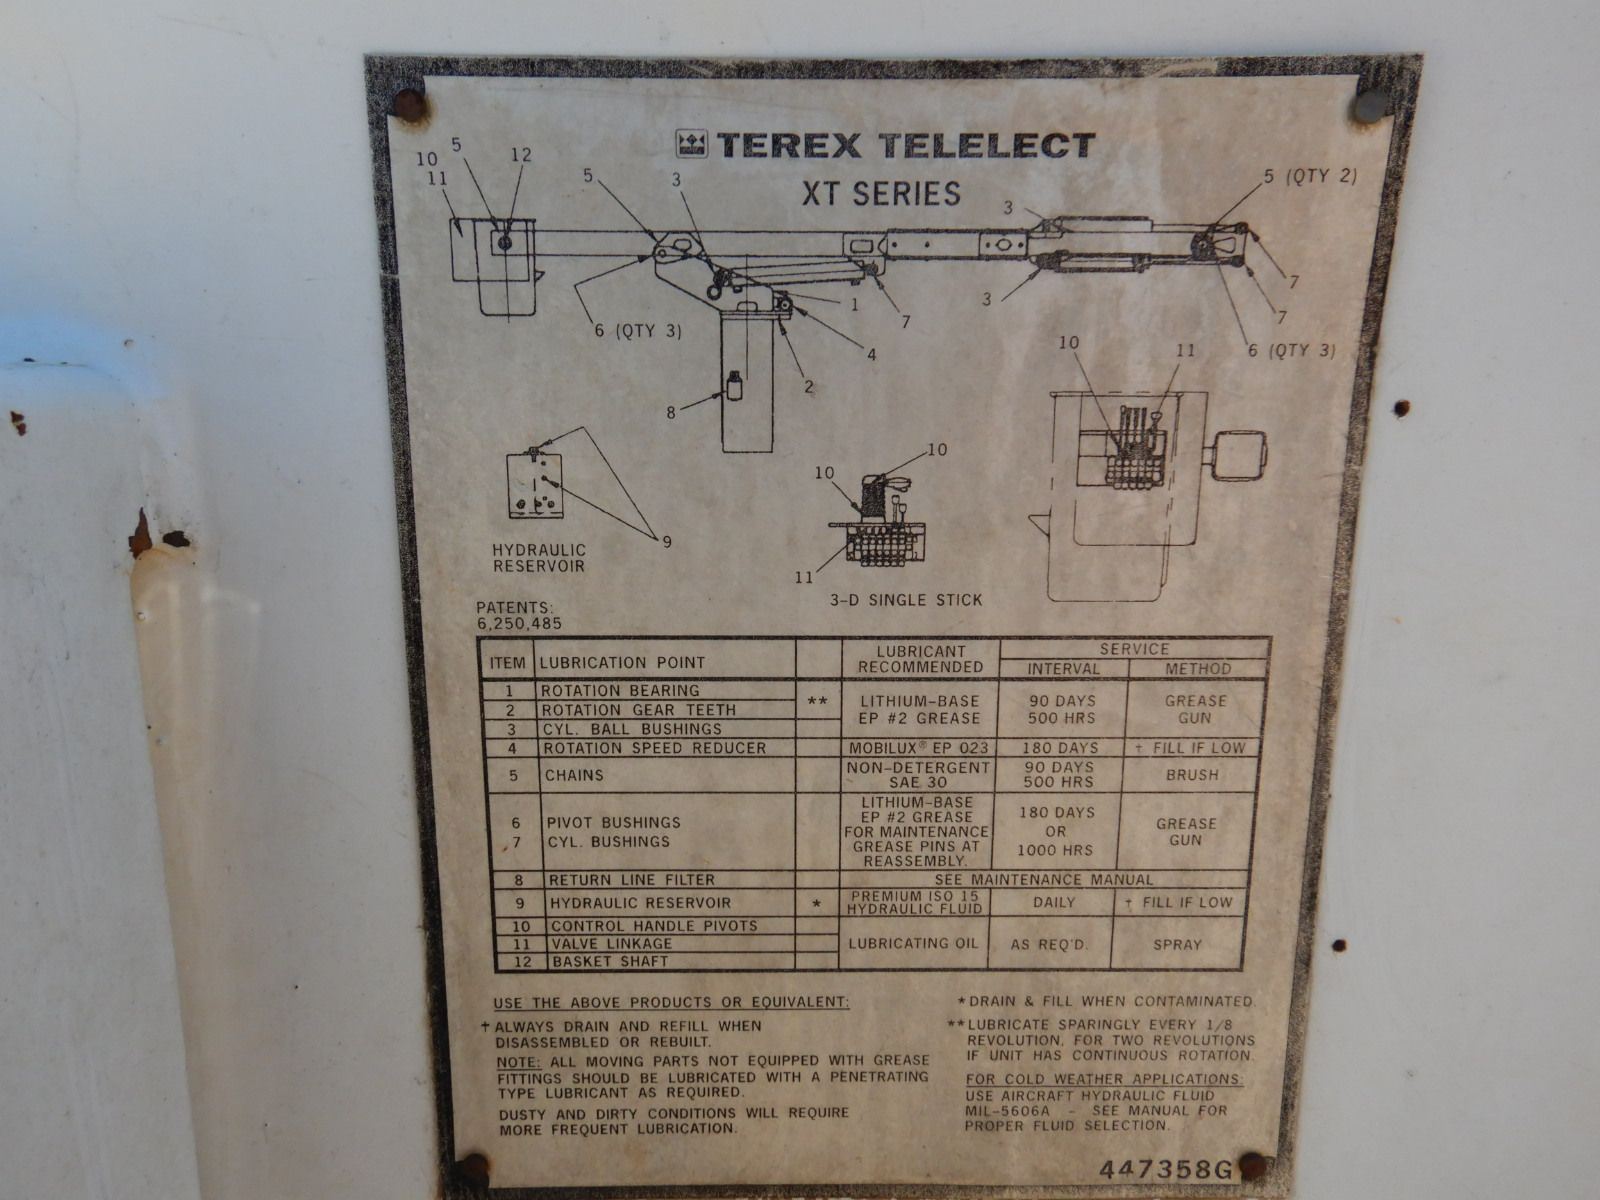 TEREX TELELECT
XT SERIES
10
5
11
12
5
3
3
5 (QTY 2)
6 (QTY 3)
1
7
4
2
8
3
7
7
6 (QTY 3)
10
11
10
10
11
9
HYDRAULIC
RESERVOIR
3-D SINGLE STICK
PATENTS:
6,250,485
ITEM LUBRICATION POINT LUBRICANT RECOMMENDED SERVICE
INTERVAL METHOD
1 ROTATION BEARING
2 ROTATION GEAR TEETH
3 CYL. BALL BUSHINGS
** LITHIUM-BASE 90 DAYS GREASE
EP #2 GREASE 500 HRS GUN
4 ROTATION SPEED REDUCER MOBILUX® EP 023 180 DAYS † FILL IF LOW
5 CHAINS NON-DETERGENT 90 DAYS BRUSH
SAE 30 500 HRS
6 PIVOT BUSHINGS
7 CYL. BUSHINGS
LITHIUM-BASE
EP #2 GREASE
FOR MAINTENANCE
GREASE PINS AT
REASSEMBLY.
180 DAYS
OR
1000 HRS
GREASE
GUN
8 RETURN LINE FILTER SEE MAINTENANCE MANUAL
9 HYDRAULIC RESERVOIR * PREMIUM ISO 15 DAILY † FILL IF LOW
HYDRAULIC FLUID
10 CONTROL HANDLE PIVOTS
11 VALVE LINKAGE LUBRICATING OIL AS REQ'D. SPRAY
12 BASKET SHAFT
USE THE ABOVE PRODUCTS OR EQUIVALENT:
† ALWAYS DRAIN AND REFILL WHEN
DISASSEMBLED OR REBUILT.
NOTE: ALL MOVING PARTS NOT EQUIPPED WITH GREASE
FITTINGS SHOULD BE LUBRICATED WITH A PENETRATING
TYPE LUBRICANT AS REQUIRED.
DUSTY AND DIRTY CONDITIONS WILL REQUIRE
MORE FREQUENT LUBRICATION.
* DRAIN & FILL WHEN CONTAMINATED.
** LUBRICATE SPARINGLY EVERY 1/8
REVOLUTION, FOR TWO REVOLUTIONS
IF UNIT HAS CONTINUOUS ROTATION.
FOR COLD WEATHER APPLICATIONS:
USE AIRCRAFT HYDRAULIC FLUID
MIL-5606A - SEE MANUAL FOR
PROPER FLUID SELECTION.
447358G